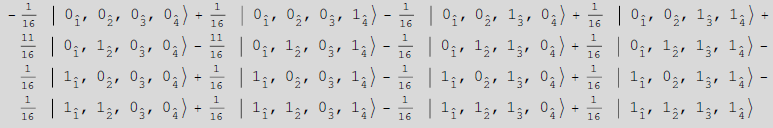 - 1/16 | 0_1̂, 0_2̂, 0_3̂, 0_4̂ ⟩ + 1/16 | 0_1̂, 0_2̂, 0_3̂, 1_4̂ ⟩ - 1/16 | 0_1̂, 0_2̂, 1_3̂, 0_4̂ ⟩ + 1/16 | 0_1̂, 0_2̂, 1_3̂, 1_4̂ ⟩ +
11/16 | 0_1̂, 1_2̂, 0_3̂, 0_4̂ ⟩ - 11/16 | 0_1̂, 1_2̂, 0_3̂, 1_4̂ ⟩ - 1/16 | 0_1̂, 1_2̂, 1_3̂, 0_4̂ ⟩ + 1/16 | 0_1̂, 1_2̂, 1_3̂, 1_4̂ ⟩ -
1/16 | 1_1̂, 0_2̂, 0_3̂, 0_4̂ ⟩ + 1/16 | 1_1̂, 0_2̂, 0_3̂, 1_4̂ ⟩ - 1/16 | 1_1̂, 0_2̂, 1_3̂, 0_4̂ ⟩ + 1/16 | 1_1̂, 0_2̂, 1_3̂, 1_4̂ ⟩ -
1/16 | 1_1̂, 1_2̂, 0_3̂, 0_4̂ ⟩ + 1/16 | 1_1̂, 1_2̂, 0_3̂, 1_4̂ ⟩ - 1/16 | 1_1̂, 1_2̂, 1_3̂, 0_4̂ ⟩ + 1/16 | 1_1̂, 1_2̂, 1_3̂, 1_4̂ ⟩